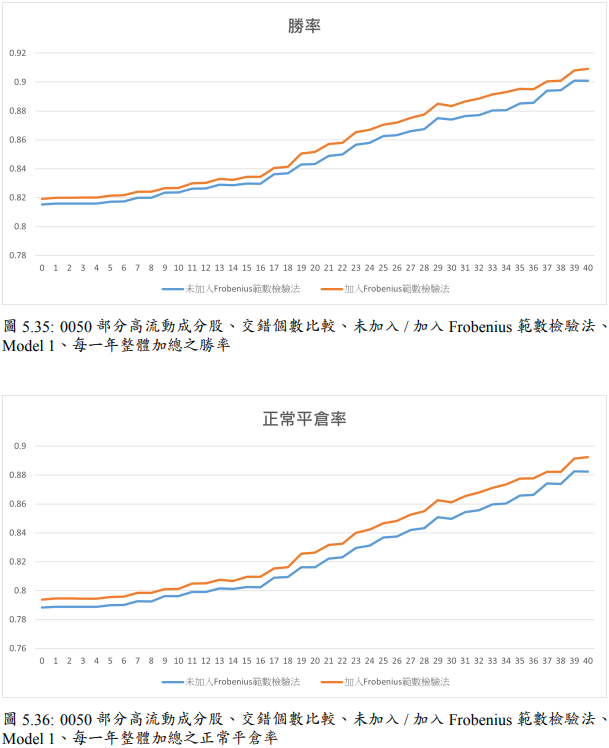 勝率
0.92
0.9
0.88
0.86
0.84
0.82
0.8
0.78
0 1 2 3 4 5 6 7 8 9 10 11 12 13 14 15 16 17 18 19 20 21 22 23 24 25 26 27 28 29 30 31 32 33 34 35 36 37 38 39 40
未加入Frobenius範數檢驗法 加入Frobenius範數檢驗法
圖 5.35: 0050 部分高流動成分股、交錯個數比較、未加入 / 加入 Frobenius 範數檢驗法、
Model 1、每一年整體加總之勝率
正常平倉率
0.9
0.88
0.86
0.84
0.82
0.8
0.78
0.76
0 1 2 3 4 5 6 7 8 9 10 11 12 13 14 15 16 17 18 19 20 21 22 23 24 25 26 27 28 29 30 31 32 33 34 35 36 37 38 39 40
未加入Frobenius範數檢驗法 加入Frobenius範數檢驗法
圖 5.36: 0050 部分高流動成分股、交錯個數比較、未加入 / 加入 Frobenius 範數檢驗法、
Model 1、每一年整體加總之正常平倉率